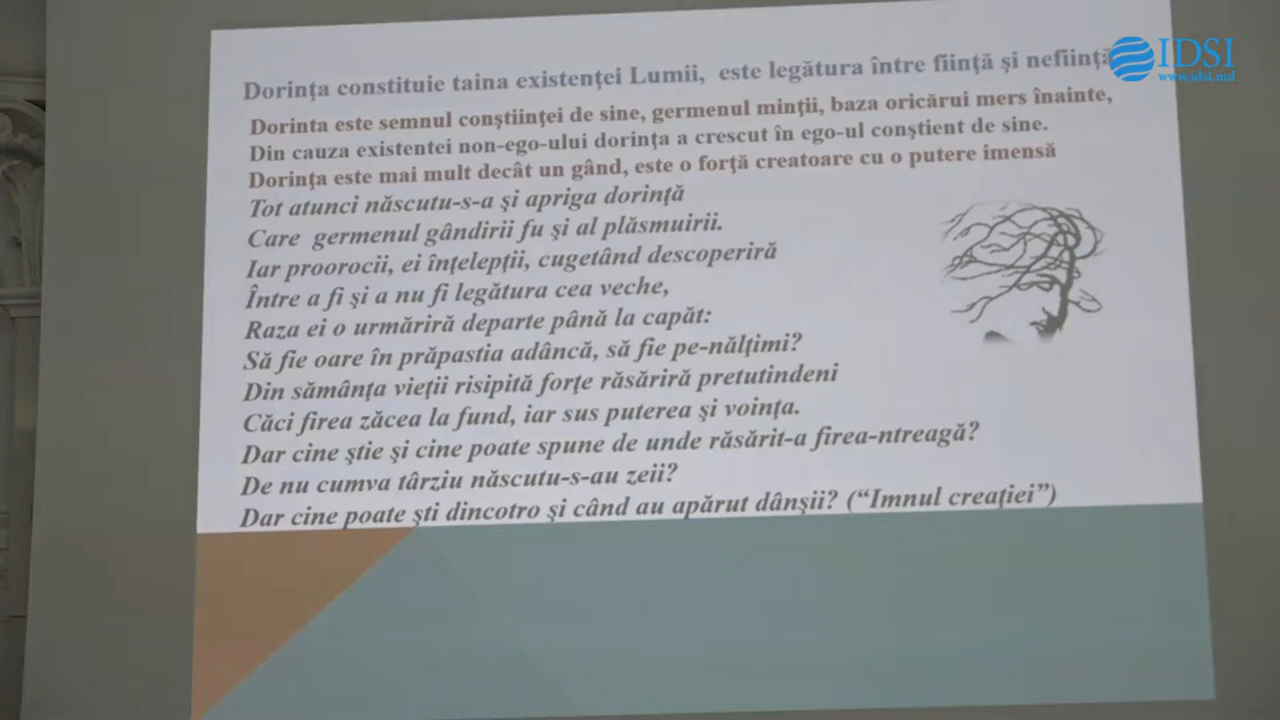 IDSI
www.idsi.md
Dorința constituie taina existenței Lumii, este legătura între ființă și neființă
Dorinta este semnul conștiinței de sine, germenul minții, baza oricărui mers înainte,
Din cauza existentei non-ego-ului dorința a crescut în ego-ul conștient de sine.
Dorința este mai mult decât un gând, este o forță creatoare cu o putere imensă
Tot atunci născutu-s-a și apriga dorință
Care germenul gândirii fu și al plăsmuirii.
Iar proorocii, ei înțelepții, cugetând descoperiră
Între a fi și a nu fi legătura cea veche,
Raza ei o urmăriră departe până la capăt:
Să fie oare în prăpastia adâncă, să fie pe-nălțimi?
Din sămânța vieții risipită forțe răsăriră pretutindeni
Căci firea zăcea la fund, iar sus puterea și voința.
Dar cine știe și cine poate spune de unde răsărit-a firea-ntreagă?
De nu cumva târziu născutu-s-au zeii?
Dar cine poate ști dincotro și când au apărut dânșii? (“Imnul creației”)